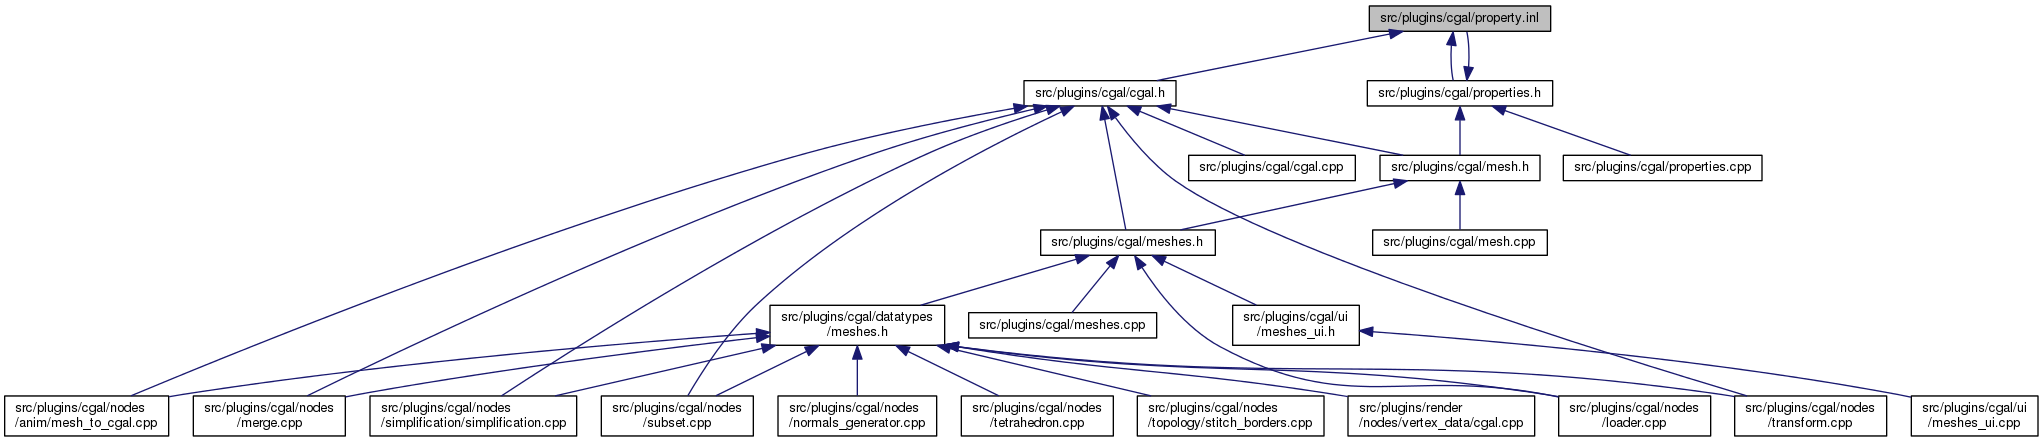 src/plugins/cgal/property.inl
src/plugins/cgal/cgal.h
src/plugins/cgal/properties.h
src/plugins/cgal/cgal.cpp
src/plugins/cgal/mesh.h
src/plugins/cgal/properties.cpp
src/plugins/cgal/meshes.h
src/plugins/cgal/mesh.cpp
src/plugins/cgal/datatypes
/meshes.h
src/plugins/cgal/meshes.cpp
src/plugins/cgal/ui
/meshes_ui.h
src/plugins/cgal/nodes
/anim/mesh_to_cgal.cpp
src/plugins/cgal/nodes
/merge.cpp
src/plugins/cgal/nodes
/simplification/simplification.cpp
src/plugins/cgal/nodes
/subset.cpp
src/plugins/cgal/nodes
/normals_generator.cpp
src/plugins/cgal/nodes
/tetrahedron.cpp
src/plugins/cgal/nodes
/topology/stitch_borders.cpp
src/plugins/render
/nodes/vertex_data/cgal.cpp
src/plugins/cgal/nodes
/loader.cpp
src/plugins/cgal/nodes
/transform.cpp
src/plugins/cgal/ui
/meshes_ui.cpp